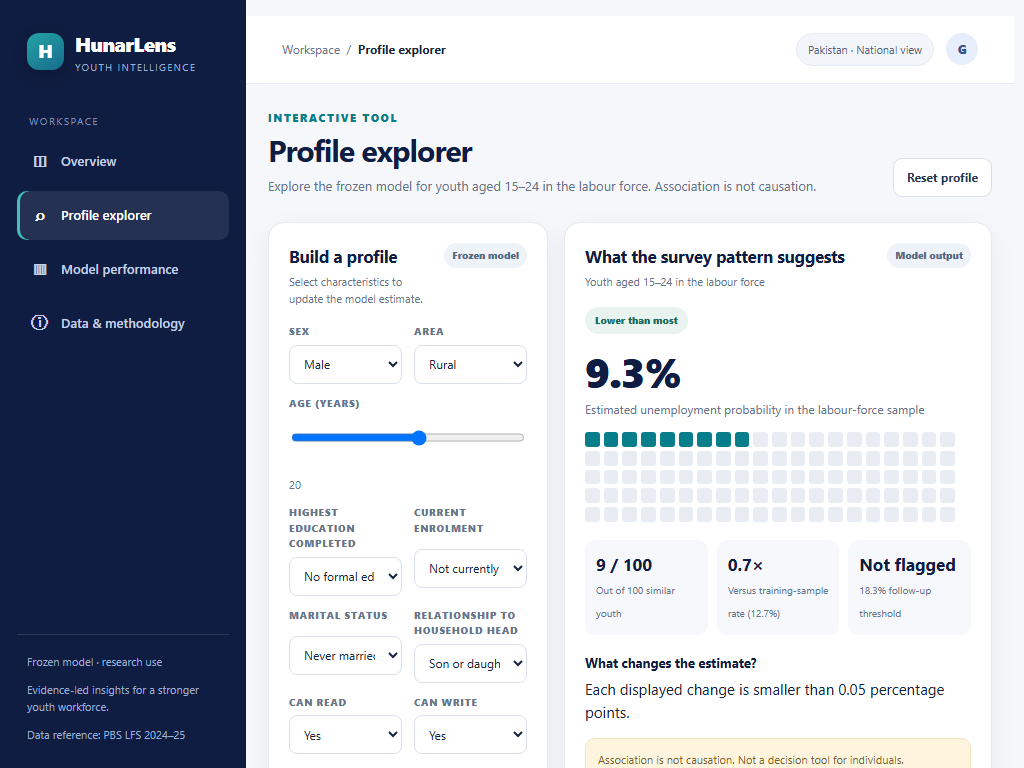 H
HunarLens
YOUTH INTELLIGENCE
WORKSPACE
Overview
Profile explorer
Model performance
Data & methodology
Frozen model · research use
Evidence-led insights for a stronger
youth workforce.
Data reference: PBS LFS 2024–25
Workspace / Profile explorer
Pakistan · National view
G
INTERACTIVE TOOL
Profile explorer
Explore the frozen model for youth aged 15–24 in the labour force. Association is not causation.
Reset profile
Build a profile
Frozen model
Select characteristics to
update the model estimate.
SEX
AREA
Male
Rural
AGE (YEARS)
20
HIGHEST
EDUCATION
COMPLETED
CURRENT
ENROLMENT
No formal ed
Not currently
MARITAL STATUS
RELATIONSHIP TO
HOUSEHOLD HEAD
Never married
Son or daugh
CAN READ
CAN WRITE
Yes
Yes
What the survey pattern suggests
Model output
Youth aged 15–24 in the labour force
Lower than most
9.3%
Estimated unemployment probability in the labour-force sample
9 / 100
Out of 100 similar
youth
0.7×
Versus training-sample
rate (12.7%)
Not flagged
18.3% follow-up
threshold
What changes the estimate?
Each displayed change is smaller than 0.05 percentage
points.
Association is not causation. Not a decision tool for individuals.